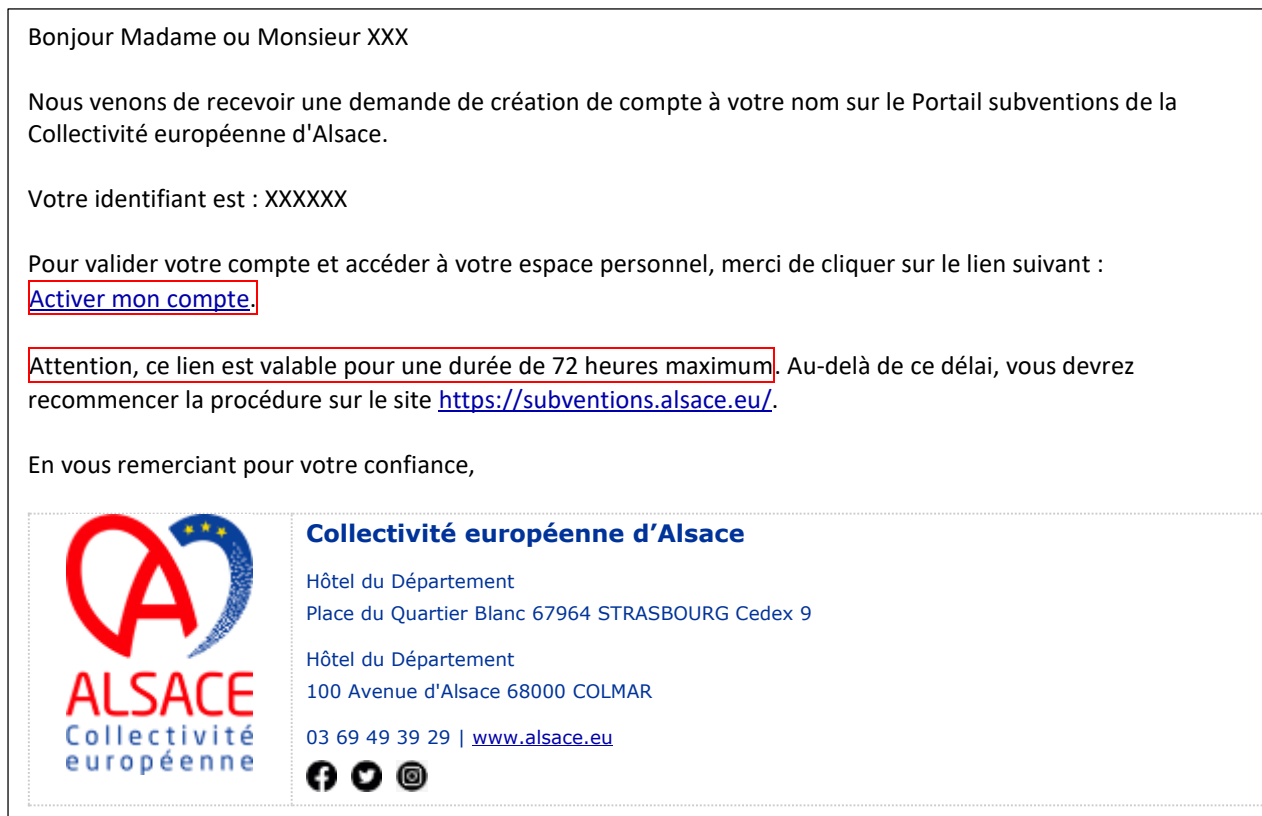 Bonjour Madame ou Monsieur XXX
Nous venons de recevoir une demande de création de compte à votre nom sur le Portail subventions de la
Collectivité européenne d'Alsace.
Votre identifiant est : XXXXXX
Pour valider votre compte et accéder à votre espace personnel, merci de cliquer sur le lien suivant :
Activer mon compte.
Attention, ce lien est valable pour une durée de 72 heures maximum. Au-delà de ce délai, vous devrez
recommencer la procédure sur le site https://subventions.alsace.eu/.
En vous remerciant pour votre confiance,
ALSACE
Collectivité
européenne
Collectivité européenne d’Alsace
Hôtel du Département
Place du Quartier Blanc 67964 STRASBOURG Cedex 9
Hôtel du Département
100 Avenue d'Alsace 68000 COLMAR
03 69 49 39 29 | www.alsace.eu